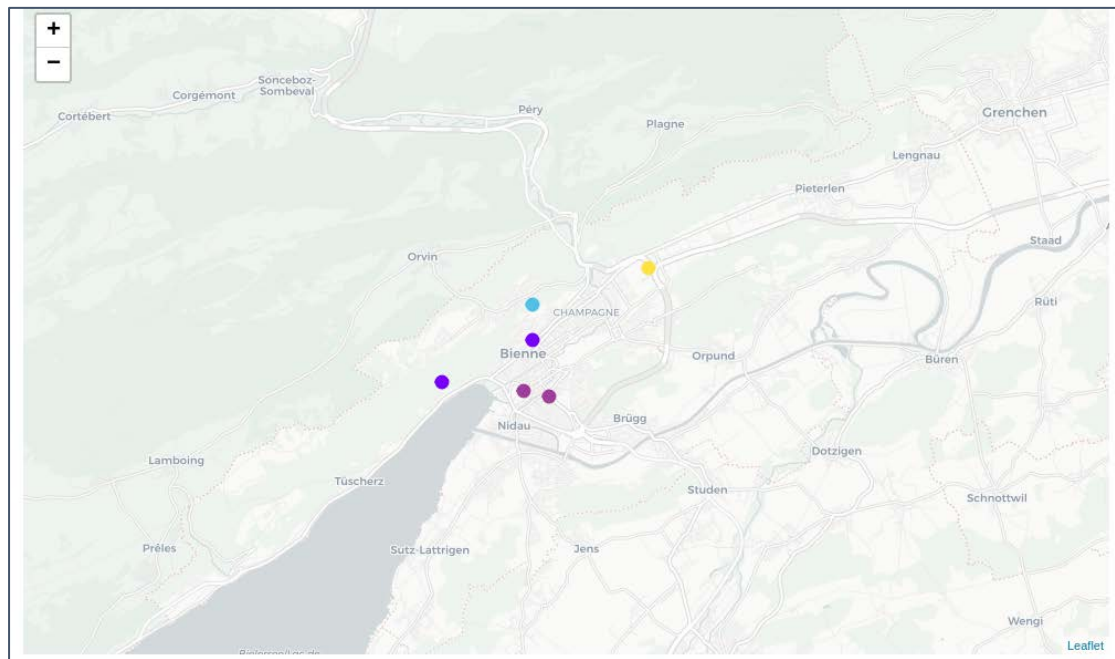 +
−
Sonceboz-
Sombeval
Corgémont
Cortébert
Péry
Plagne
Grenchen
Lengnau
Pieterlen
Staad
Orvin
Rüti
CHAMPAGNE
Bienne
Orpund
Büren
Nidau
Brügg
Dotzigen
Lamboing
Tüscherz
Studen
Schnottwil
Prêles
Sutz-Lattrigen
Jens
Wengi
Leaflet